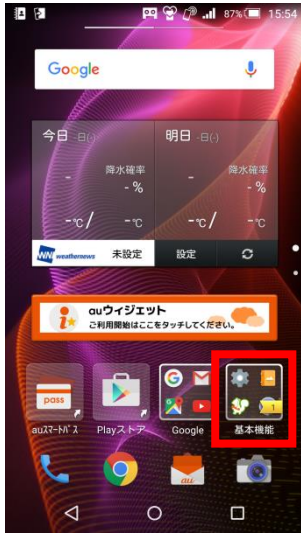 87% 15:54
Google
今日 -日(-)
明日 -日(-)
降水確率
- %
降水確率
- %
-
-
-℃/ -℃
-℃/ -℃
WNI weathernews 未設定 設定
auウィジェット
ご利用開始はここをタッチしてください。
pass
G
auスマートパス Playストア Google 基本機能
au